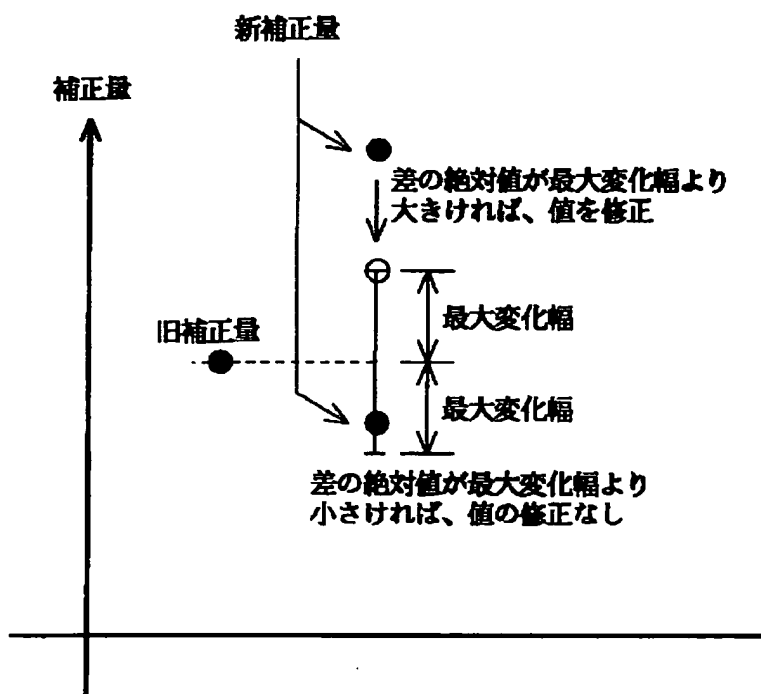 新補正量
補正量
差の絶対値が最大変化幅より
大きければ、値を修正
最大変化幅
旧補正量
最大変化幅
差の絶対値が最大変化幅より
小さければ、値の修正なし